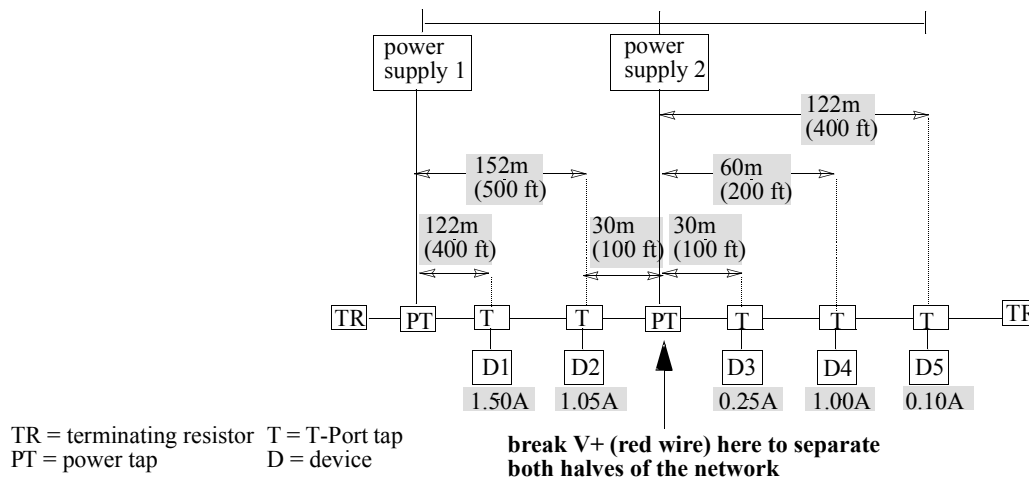 power
supply 1
power
supply 2
122m
(400 ft)
152m
(500 ft)
60m
(200 ft)
122m
(400 ft)
30m
(100 ft)
30m
(100 ft)
TR
PT
T
T
PT
T
T
T
TR
D1
D2
D3
D4
D5
1.50A
1.05A
0.25A
1.00A
0.10A
TR = terminating resistor T = T-Port tap
PT = power tap D = device
break V+ (red wire) here to separate
both halves of the network